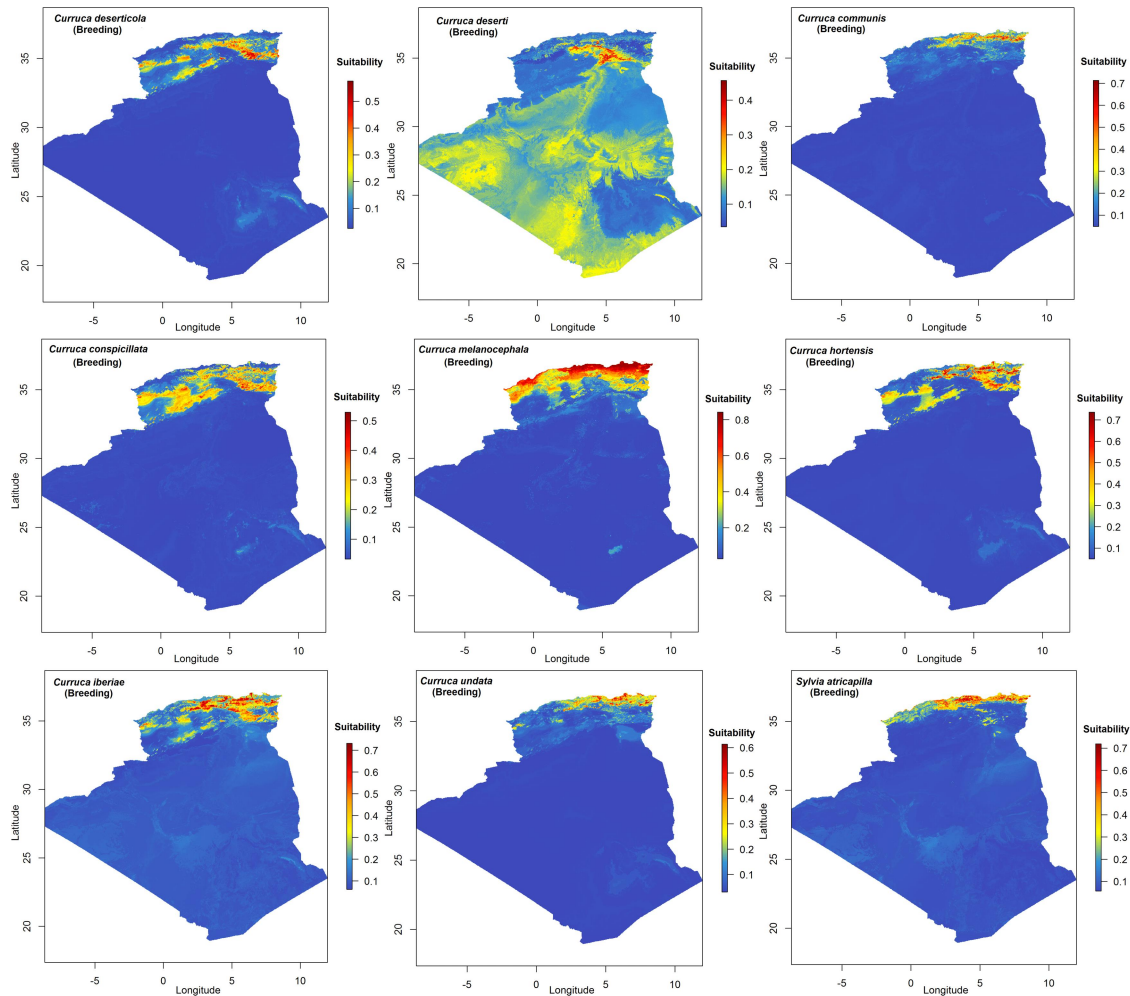 Curruca deserticola
(Breeding)
Suitability
0.5
0.4
0.3
0.2
0.1
Latitude
35
30
25
20
-5
0
5
10
Longitude
Curruca deserti
(Breeding)
Suitability
0.4
0.3
0.2
0.1
Latitude
35
30
25
20
-5
0
5
10
Longitude
Curruca communis
(Breeding)
Suitability
0.7
0.6
0.5
0.4
0.3
0.2
0.1
Latitude
35
30
25
20
-5
0
5
10
Longitude
Curruca conspicillata
(Breeding)
Suitability
0.5
0.4
0.3
0.2
0.1
Latitude
35
30
25
20
-5
0
5
10
Longitude
Curruca melanocephala
(Breeding)
Suitability
0.8
0.6
0.4
0.2
Latitude
35
30
25
20
-5
0
5
10
Longitude
Curruca hortensis
(Breeding)
Suitability
0.7
0.6
0.5
0.4
0.3
0.2
0.1
Latitude
35
30
25
20
-5
0
5
10
Longitude
Curruca iberiae
(Breeding)
Suitability
0.7
0.6
0.5
0.4
0.3
0.2
0.1
Latitude
35
30
25
20
-5
0
5
10
Longitude
Curruca undata
(Breeding)
Suitability
0.6
0.5
0.4
0.3
0.2
0.1
Latitude
35
30
25
20
-5
0
5
10
Longitude
Sylvia atricapilla
(Breeding)
Suitability
0.7
0.6
0.5
0.4
0.3
0.2
0.1
Latitude
35
30
25
20
-5
0
5
10
Longitude